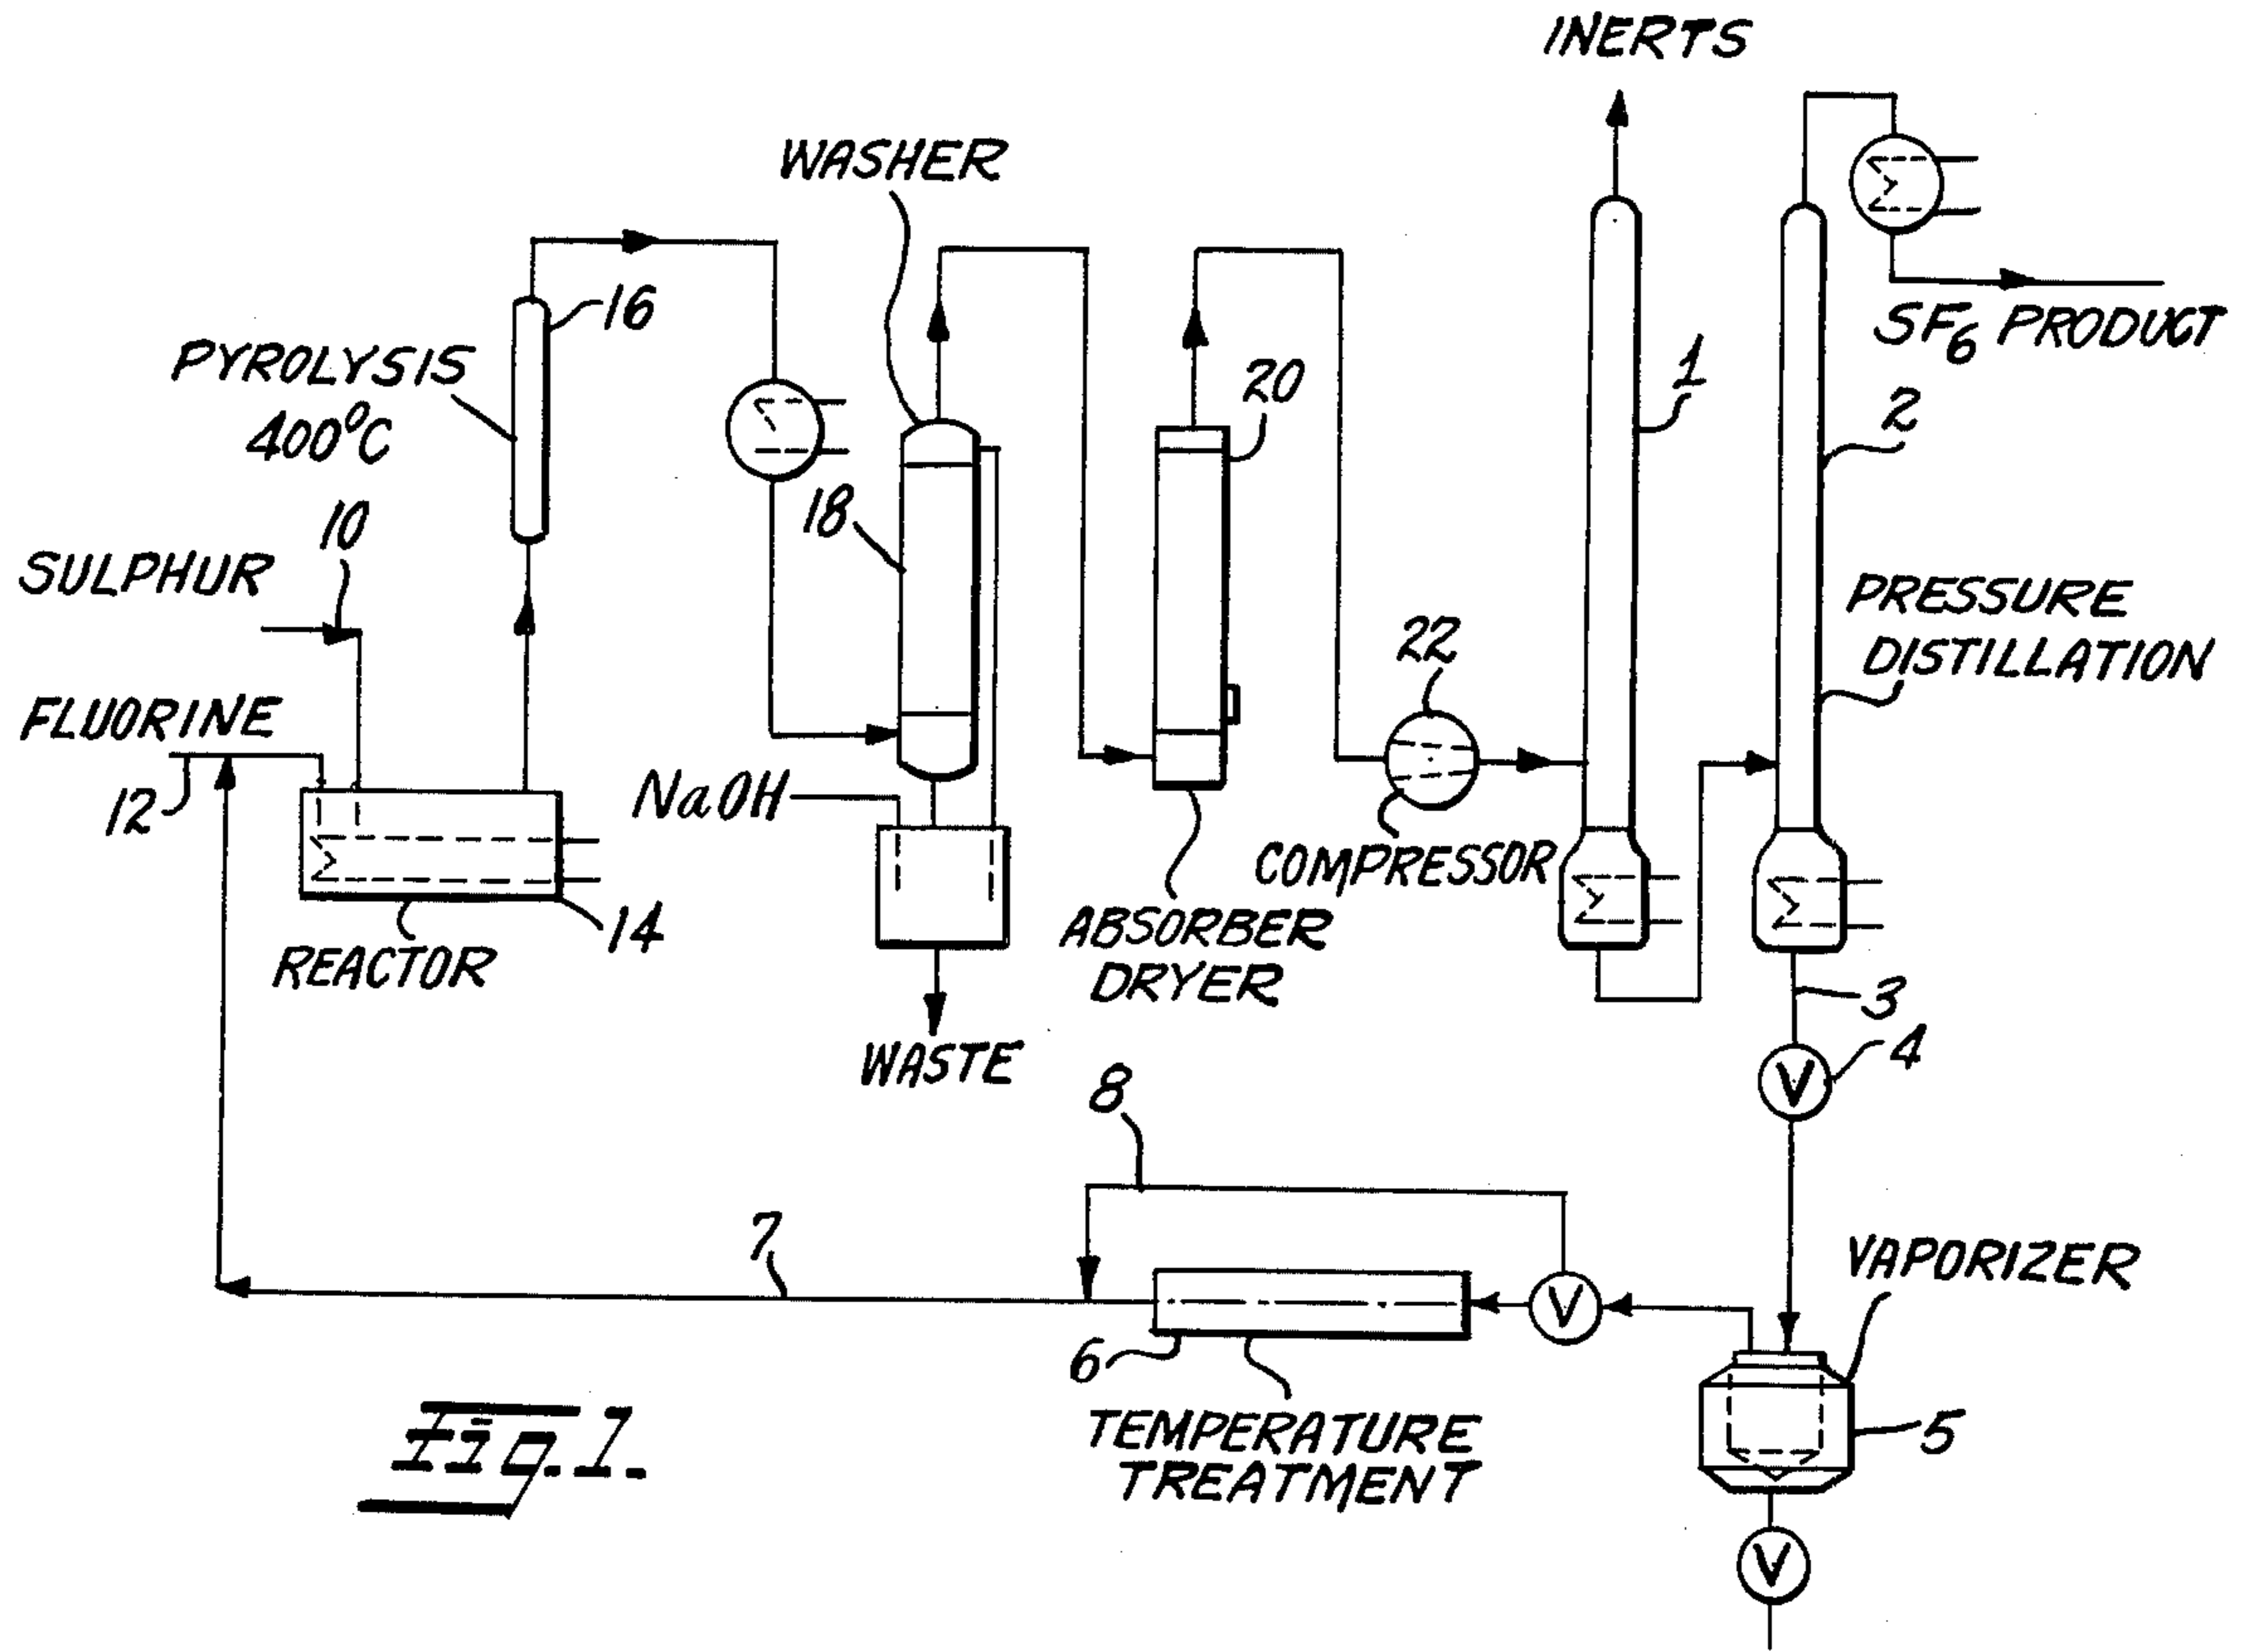 INERTS
WASHER
16
PYROLYSIS
400°C
10
SULPHUR
FLUORINE
12
REACTOR
14
18
NaOH
WASTE
20
ABSORBER
DRYER
22
COMPRESSOR
1
SF6 PRODUCT
2
PRESSURE
DISTILLATION
3
4
V
8
7
V
6
TEMPERATURE
TREATMENT
VAPORIZER
5
V
Fig. 1.